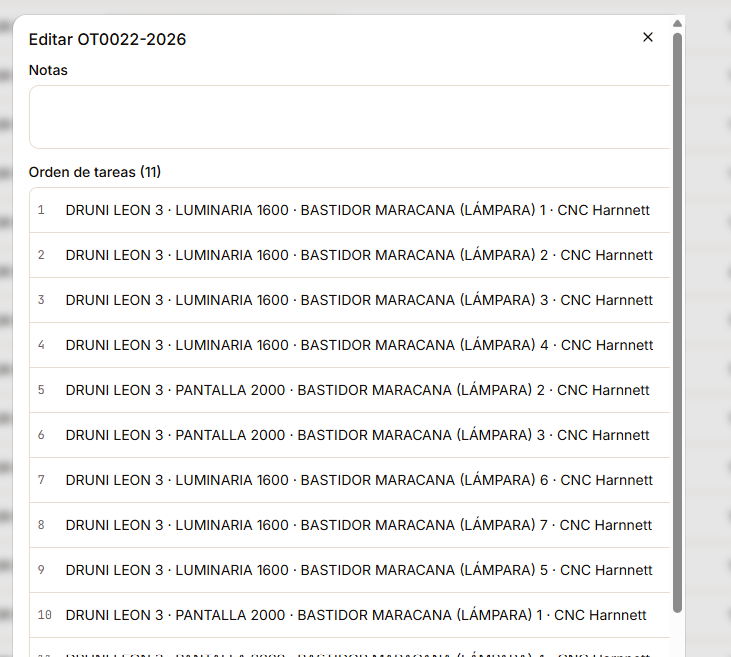 Editar OT0022-2026
Notas
Orden de tareas (11)
1 DRUNI LEON 3 · LUMINARIA 1600 · BASTIDOR MARACANA (LÁMPARA) 1 · CNC Harnnett
2 DRUNI LEON 3 · LUMINARIA 1600 · BASTIDOR MARACANA (LÁMPARA) 2 · CNC Harnnett
3 DRUNI LEON 3 · LUMINARIA 1600 · BASTIDOR MARACANA (LÁMPARA) 3 · CNC Harnnett
4 DRUNI LEON 3 · LUMINARIA 1600 · BASTIDOR MARACANA (LÁMPARA) 4 · CNC Harnnett
5 DRUNI LEON 3 · PANTALLA 2000 · BASTIDOR MARACANA (LÁMPARA) 2 · CNC Harnnett
6 DRUNI LEON 3 · PANTALLA 2000 · BASTIDOR MARACANA (LÁMPARA) 3 · CNC Harnnett
7 DRUNI LEON 3 · LUMINARIA 1600 · BASTIDOR MARACANA (LÁMPARA) 6 · CNC Harnnett
8 DRUNI LEON 3 · LUMINARIA 1600 · BASTIDOR MARACANA (LÁMPARA) 7 · CNC Harnnett
9 DRUNI LEON 3 · LUMINARIA 1600 · BASTIDOR MARACANA (LÁMPARA) 5 · CNC Harnnett
10 DRUNI LEON 3 · PANTALLA 2000 · BASTIDOR MARACANA (LÁMPARA) 1 · CNC Harnnett